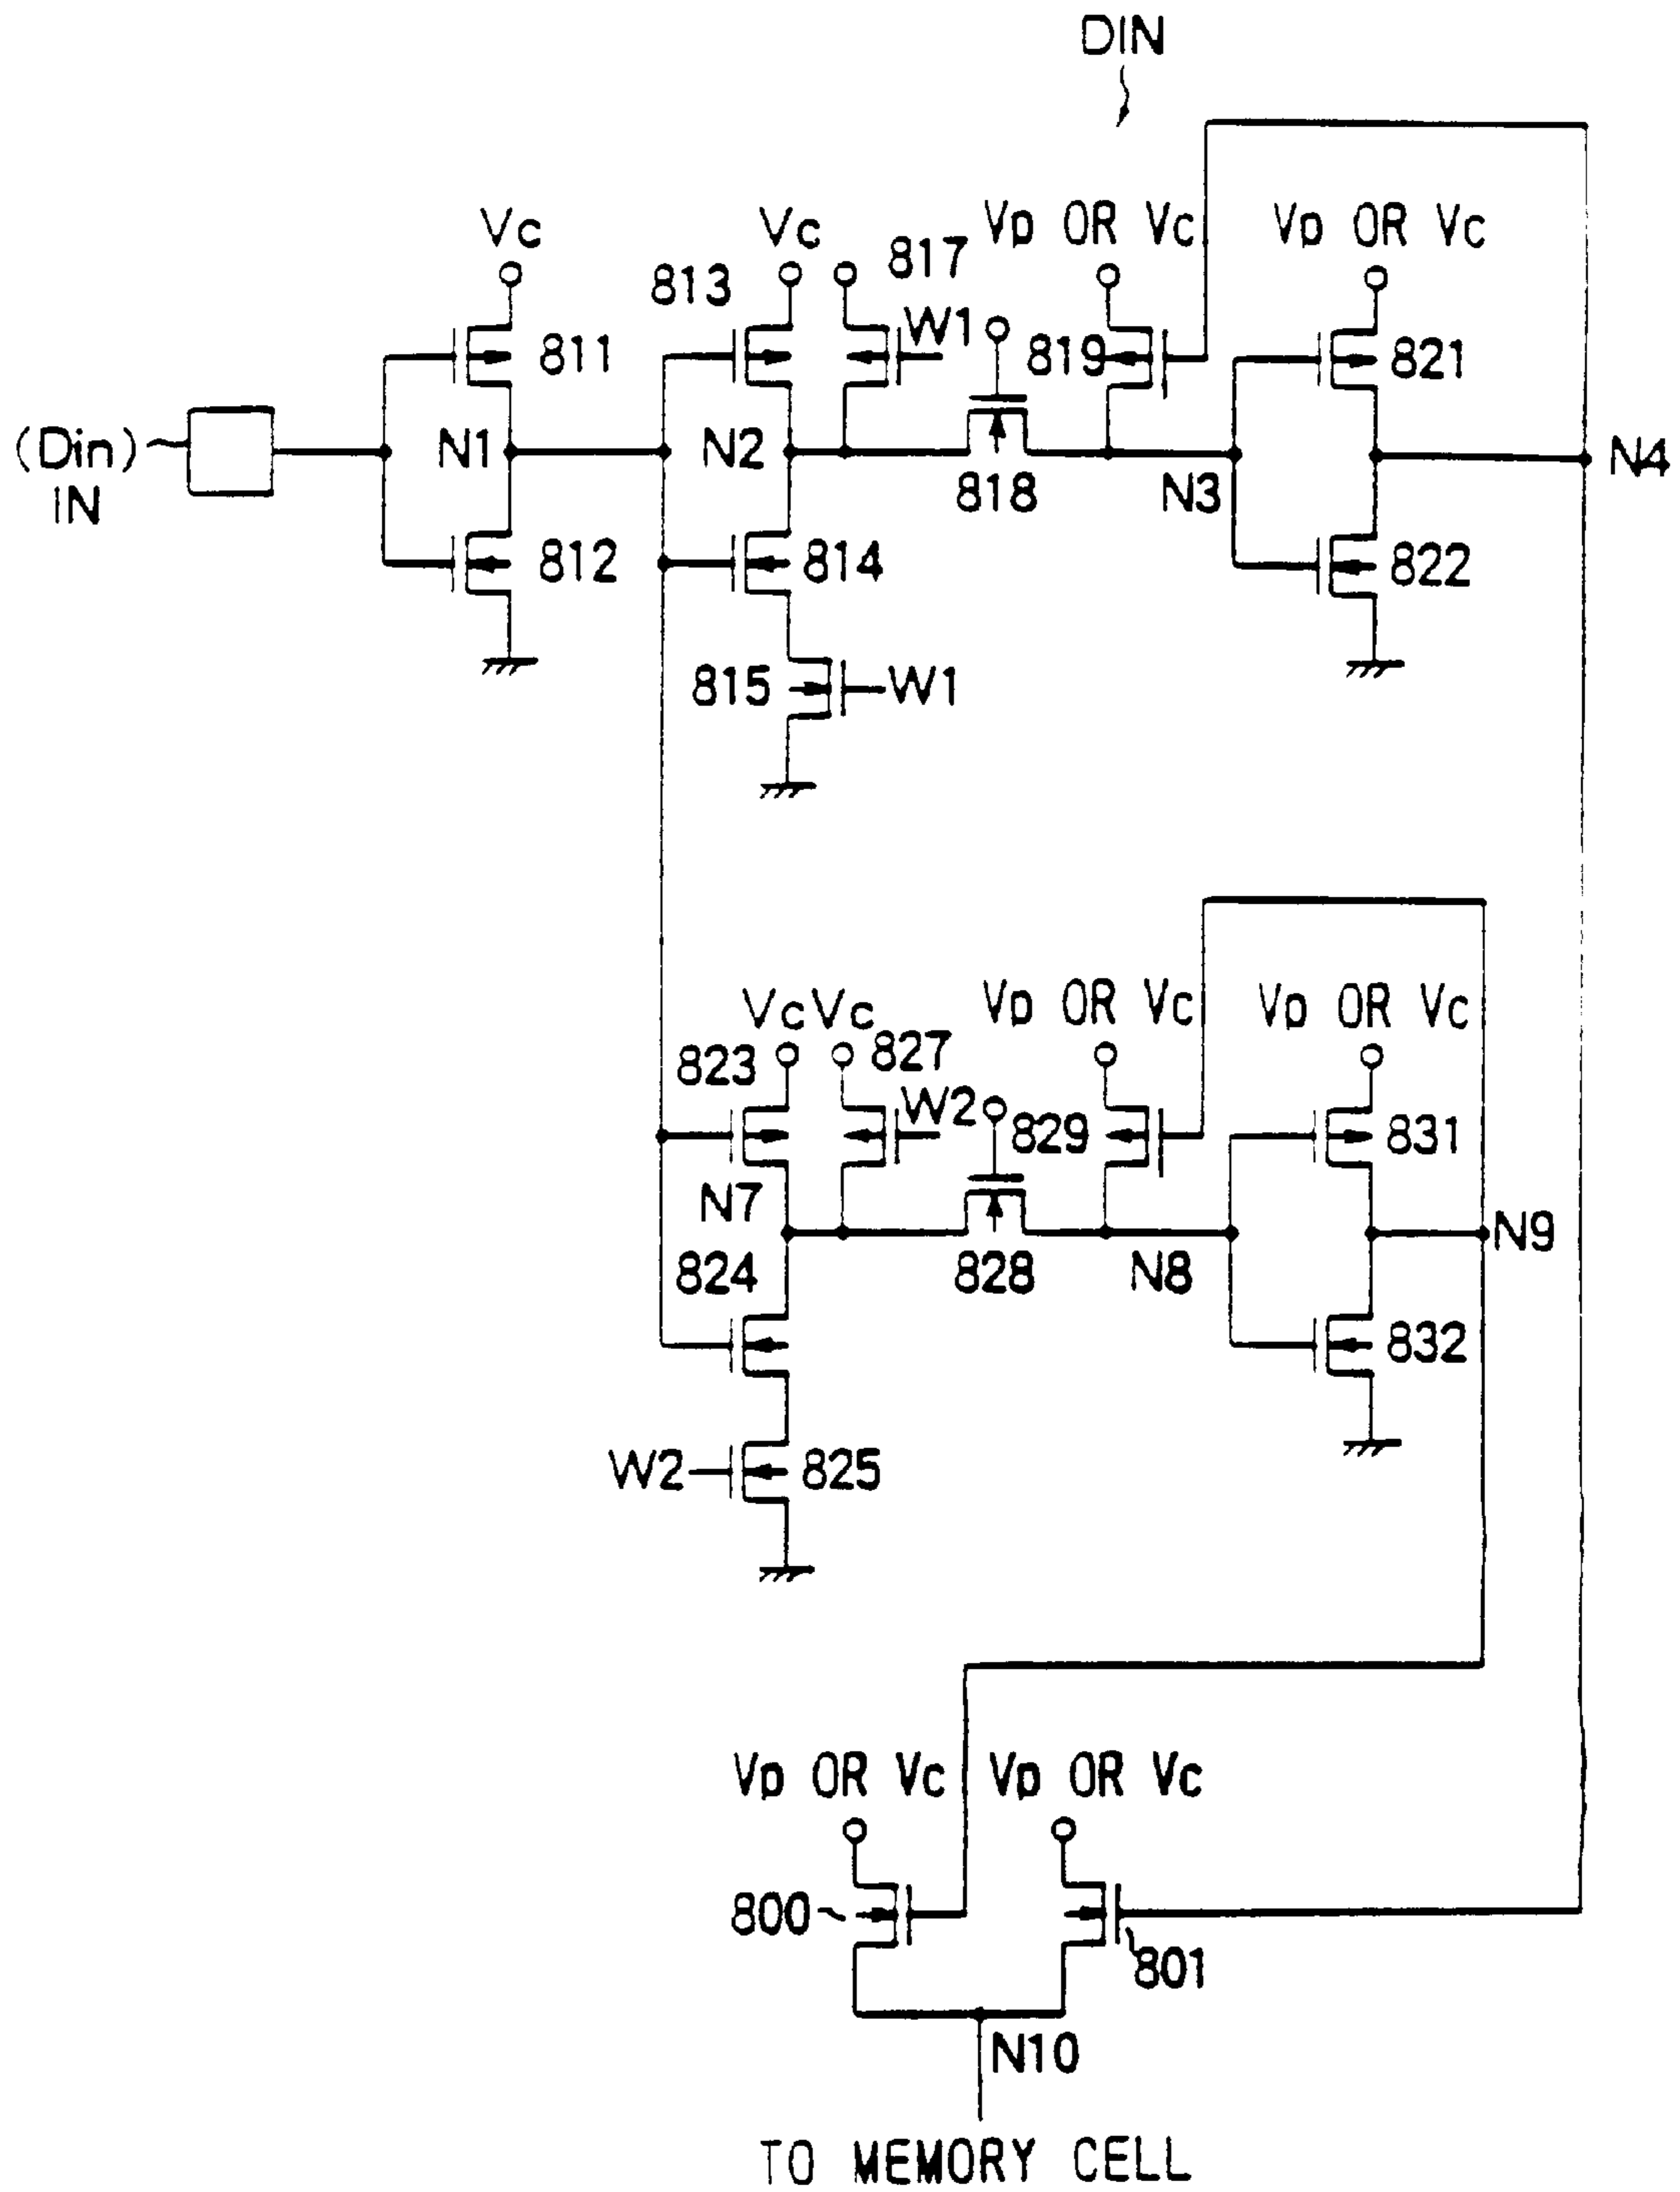 DIN
Vc
Vc
817
Vp OR Vc
Vp OR Vc
813
W1
811
819
821
(Din)
IN
N1
N2
818
N3
N4
812
814
822
815
W1
Vc Vc
827
Vp OR Vc
Vp OR Vc
823
W2
829
831
N7
824
828
N8
N9
832
W2
825
Vp OR Vc
Vp OR Vc
800
801
N10
TO MEMORY CELL